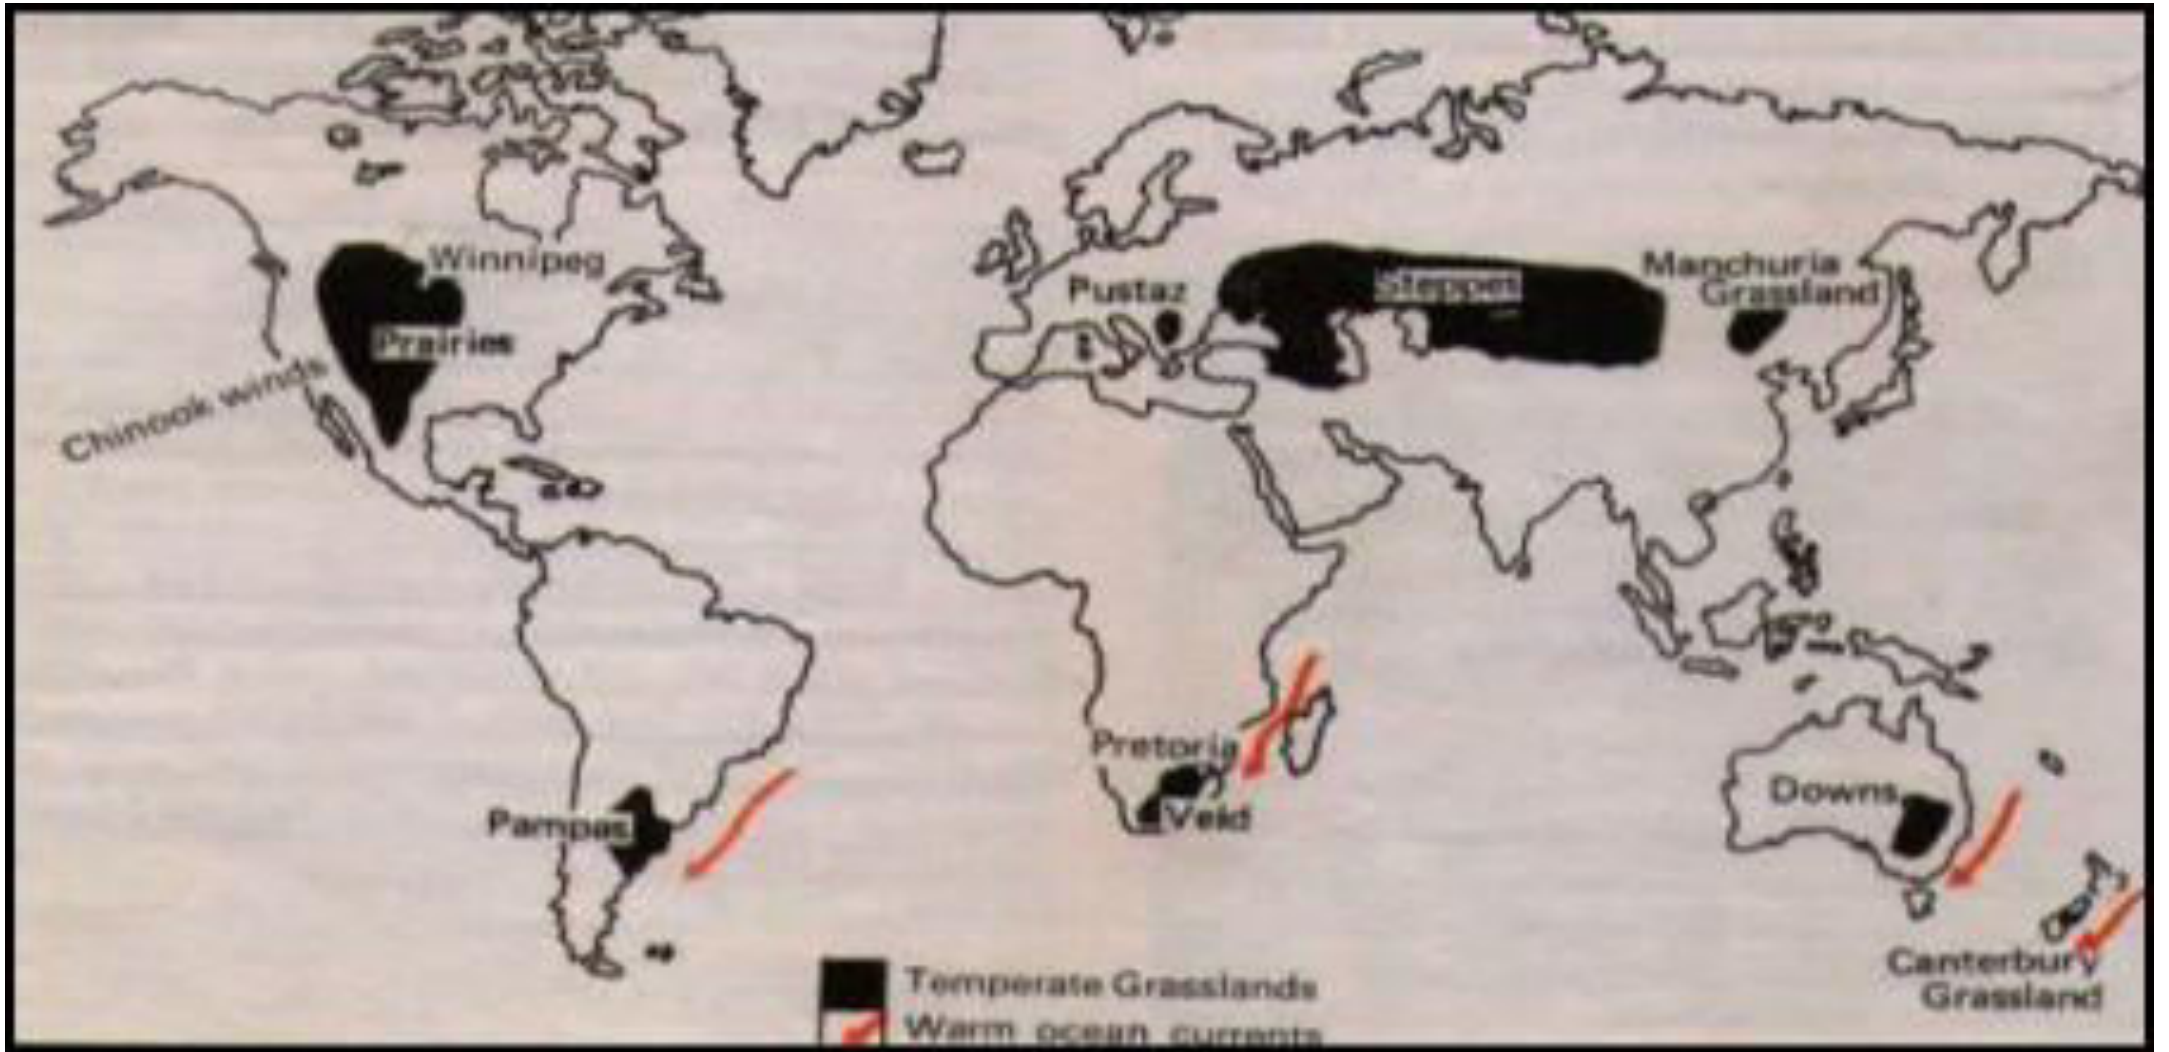 Winnipeg
Prairies
Chinook winds
Pustaz
Steppes
Manchuria
Grassland
Pampas
Pretoria
Veld
Downs
Canterbury
Grassland
Temperate Grasslands
Warm ocean currents